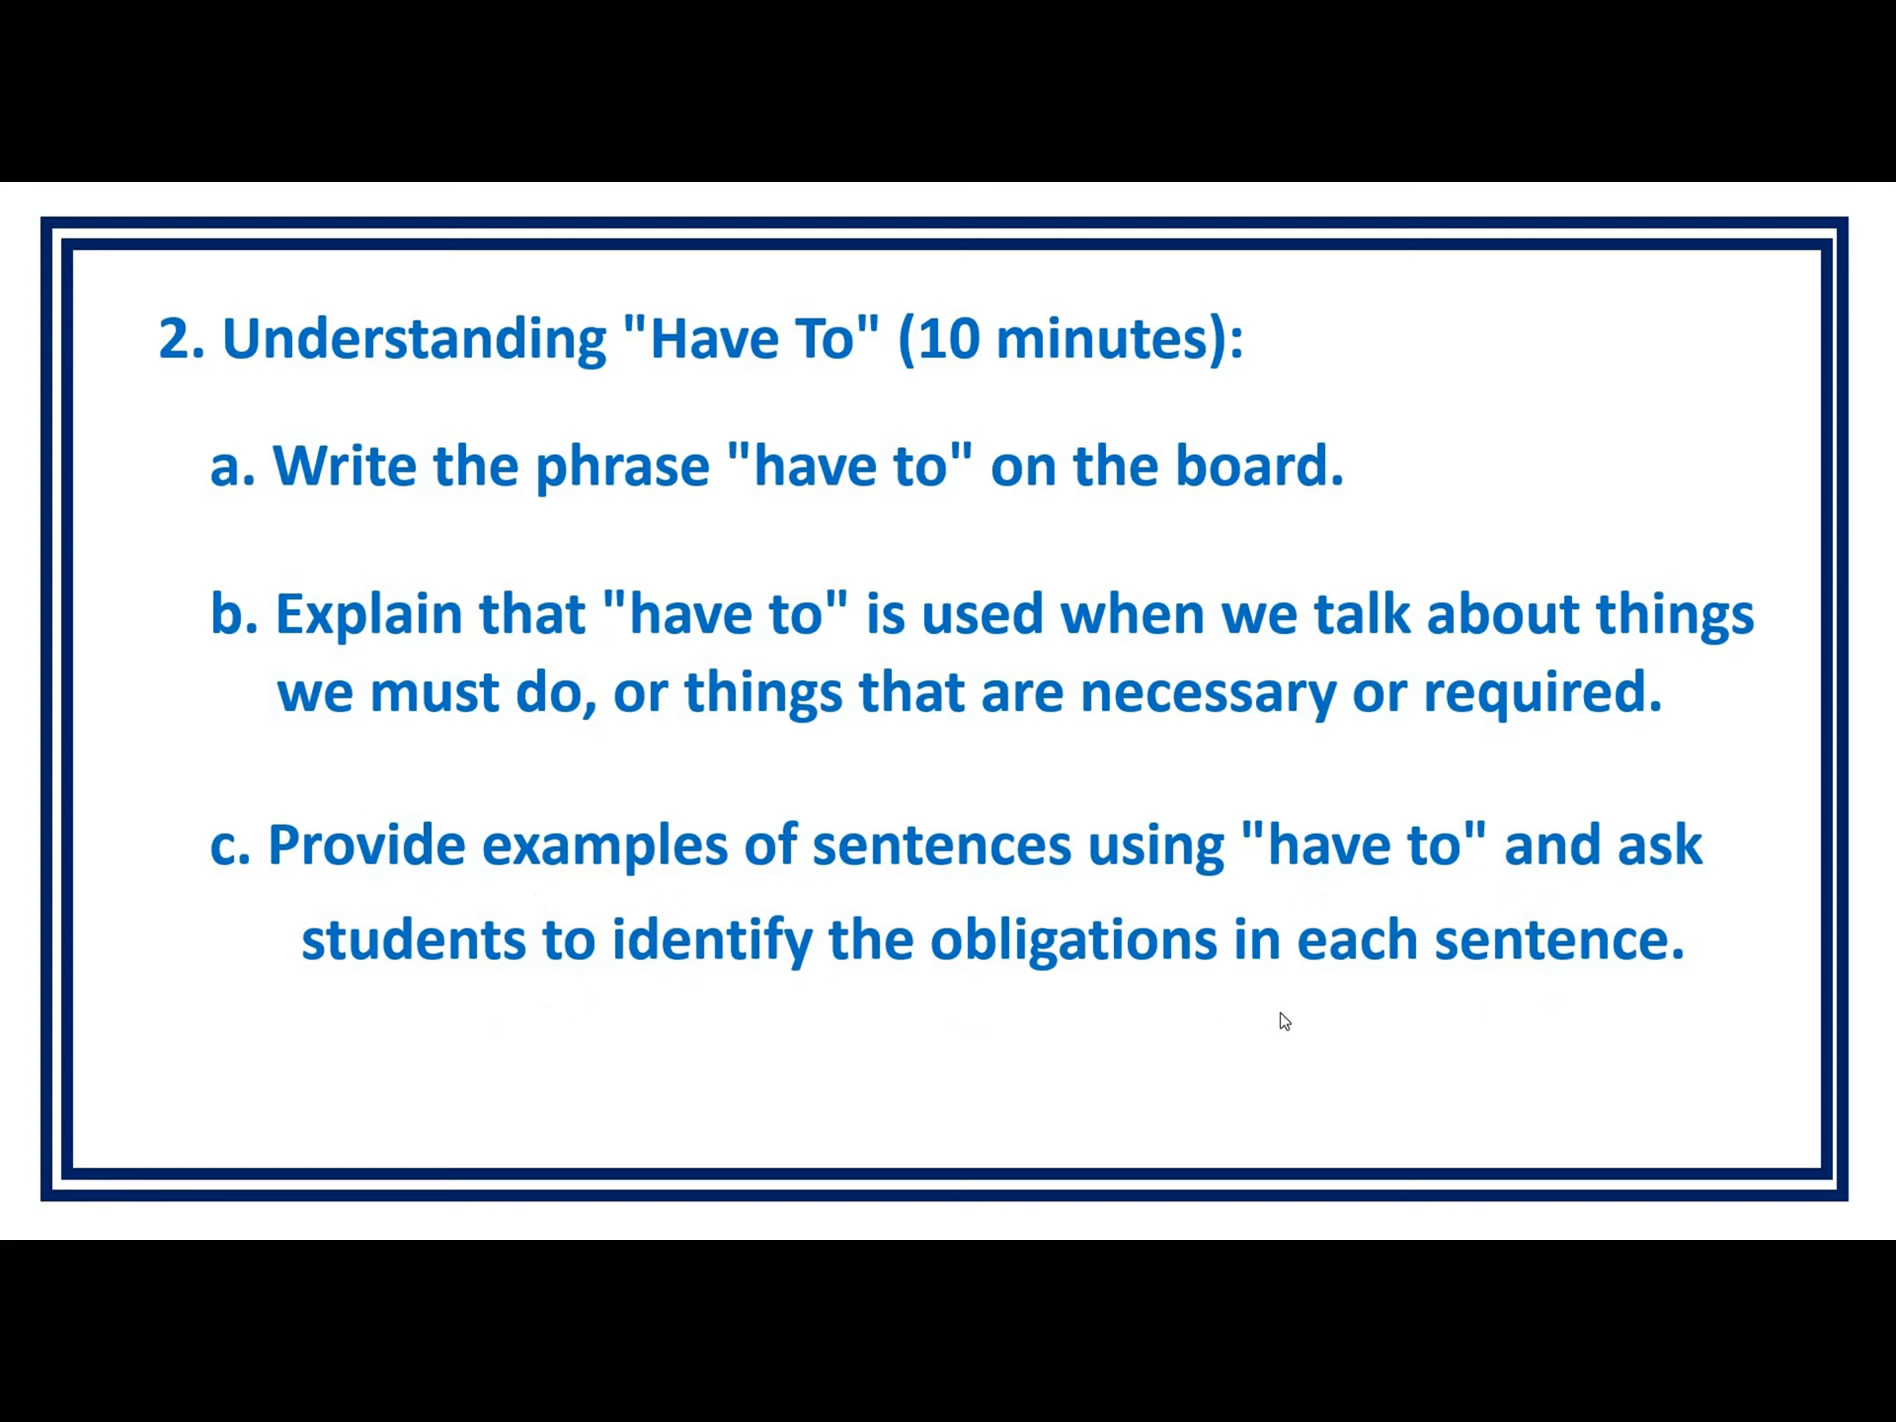 2. Understanding "Have To" (10 minutes):
a. Write the phrase "have to" on the board.
b. Explain that "have to" is used when we talk about things
we must do, or things that are necessary or required.
c. Provide examples of sentences using "have to" and ask
students to identify the obligations in each sentence.